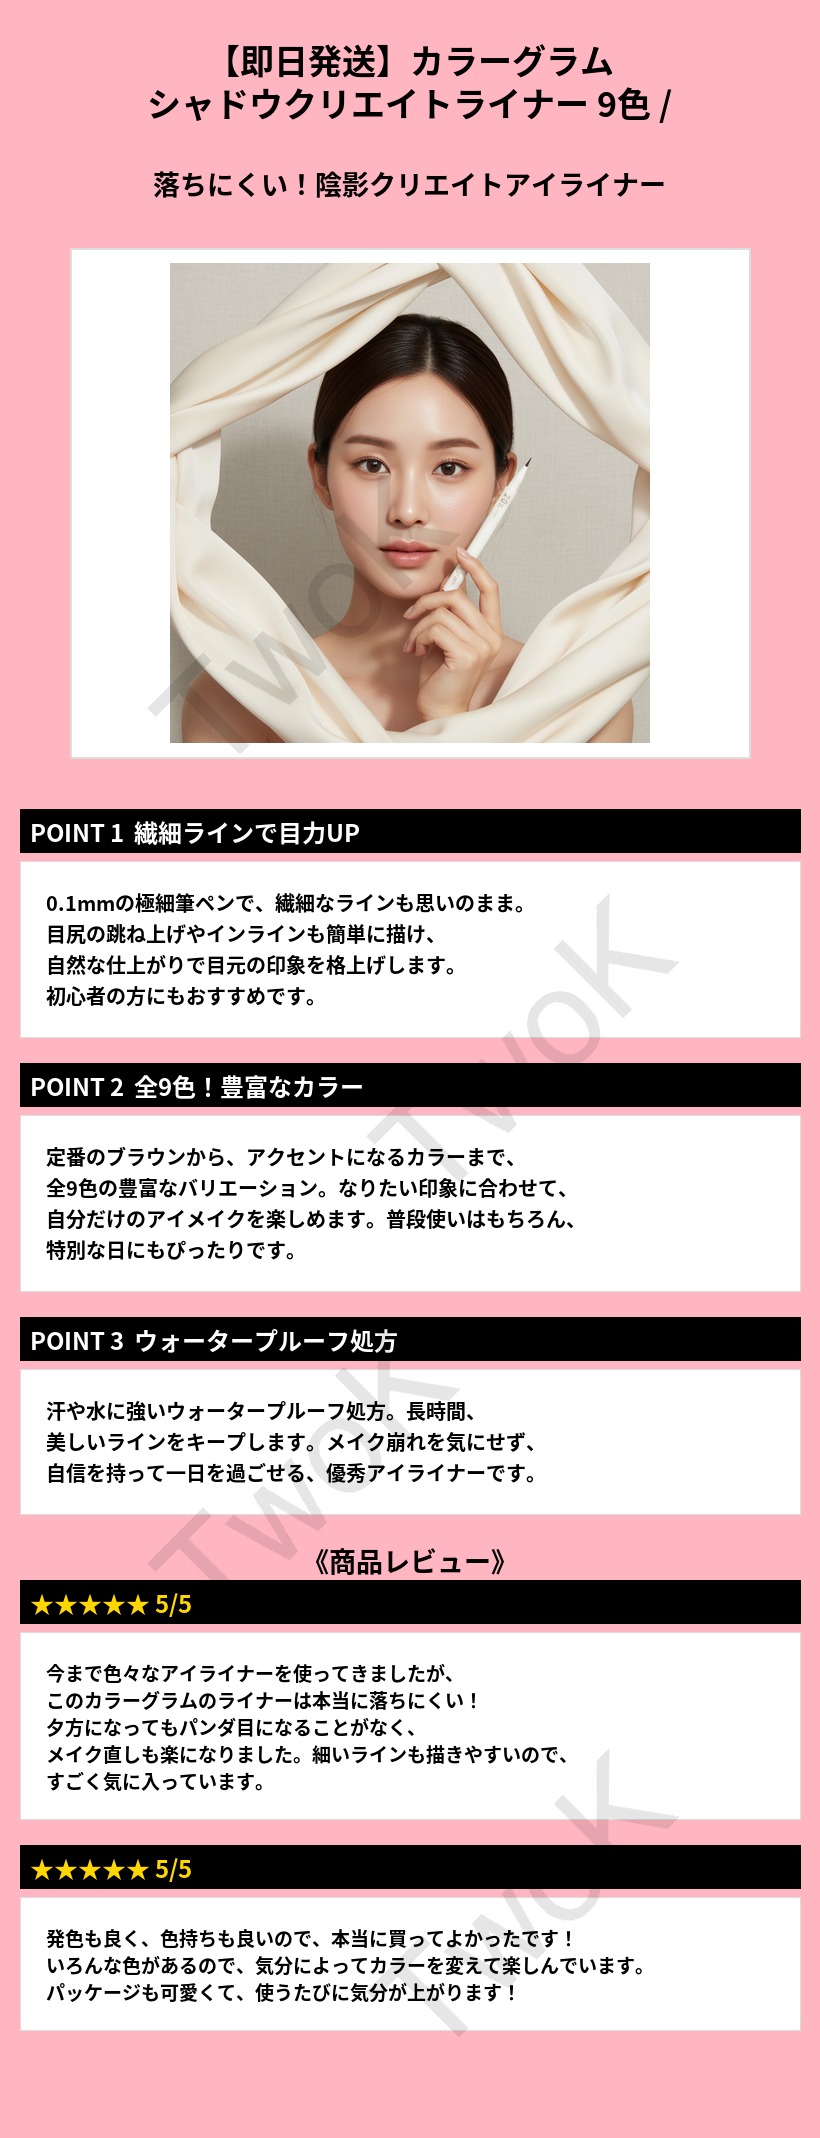 【即日発送】カラーグラム
シャドウクリエイトライナー 9色 /
落ちにくい！陰影クリエイトアイライナー
TwoK
POINT 1 繊細ラインで目力UP
0.1mmの極細筆ペンで、繊細なラインも思いのまま。
目尻の跳ね上げやインラインも簡単に描け、
自然な仕上がりで目元の印象を格上げします。
初心者の方にもおすすめです。
TwoK
POINT 2 全9色！豊富なカラー
定番のブラウンから、アクセントになるカラーまで、
全9色の豊富なバリエーション。なりたい印象に合わせて、
自分だけのアイメイクを楽しめます。普段使いはもちろん、
特別な日にもぴったりです。
POINT 3 ウォータープルーフ処方
汗や水に強いウォータープルーフ処方。長時間、
美しいラインをキープします。メイク崩れを気にせず、
自信を持って一日を過ごせる、優秀アイライナーです。
TwoK
《商品レビュー》
★★★★★ 5/5
今まで色々なアイライナーを使ってきましたが、
このカラーグラムのライナーは本当に落ちにくい！
夕方になってもパンダ目になることがなく、
メイク直しも楽になりました。細いラインも描きやすいので、
すごく気に入っています。
TwoK
★★★★★ 5/5
発色も良く、色持ちも良いので、本当に買ってよかったです！
いろんな色があるので、気分によってカラーを変えて楽しんでいます。
パッケージも可愛くて、使うたびに気分が上がります！